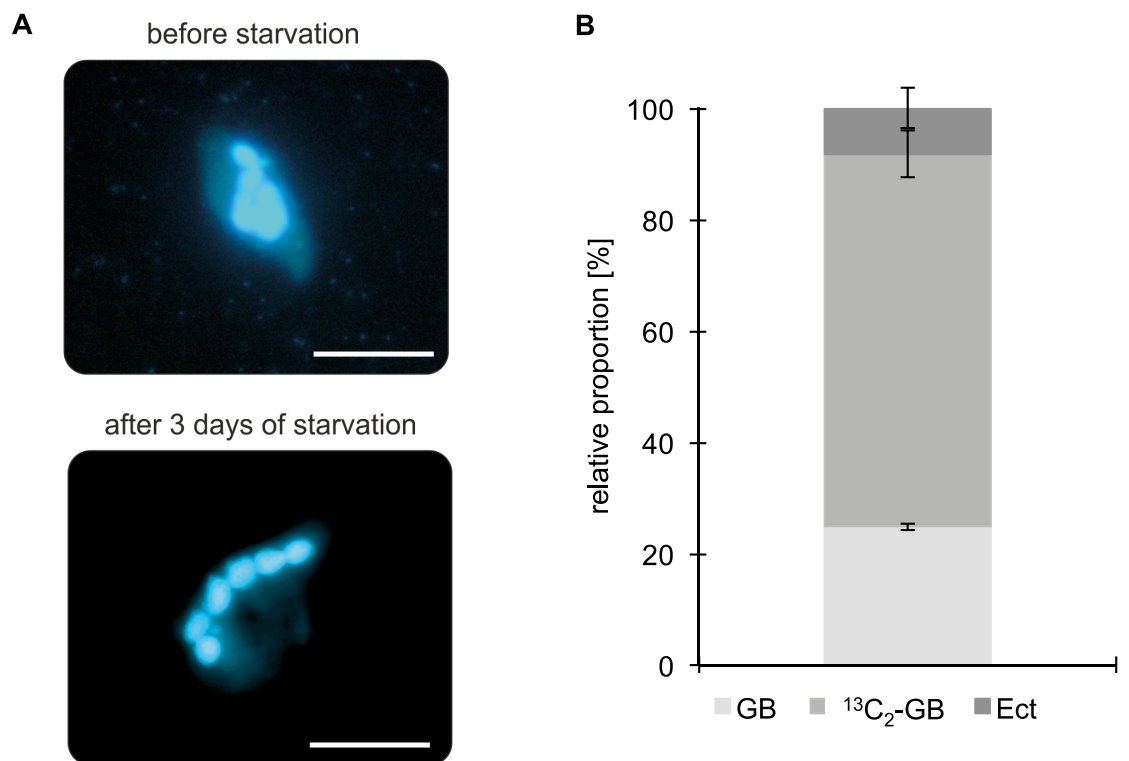 A
before starvation
after 3 days of starvation
B
relative proportion [%]
100
80
60
40
20
0
GB ¹³C₂-GB Ect